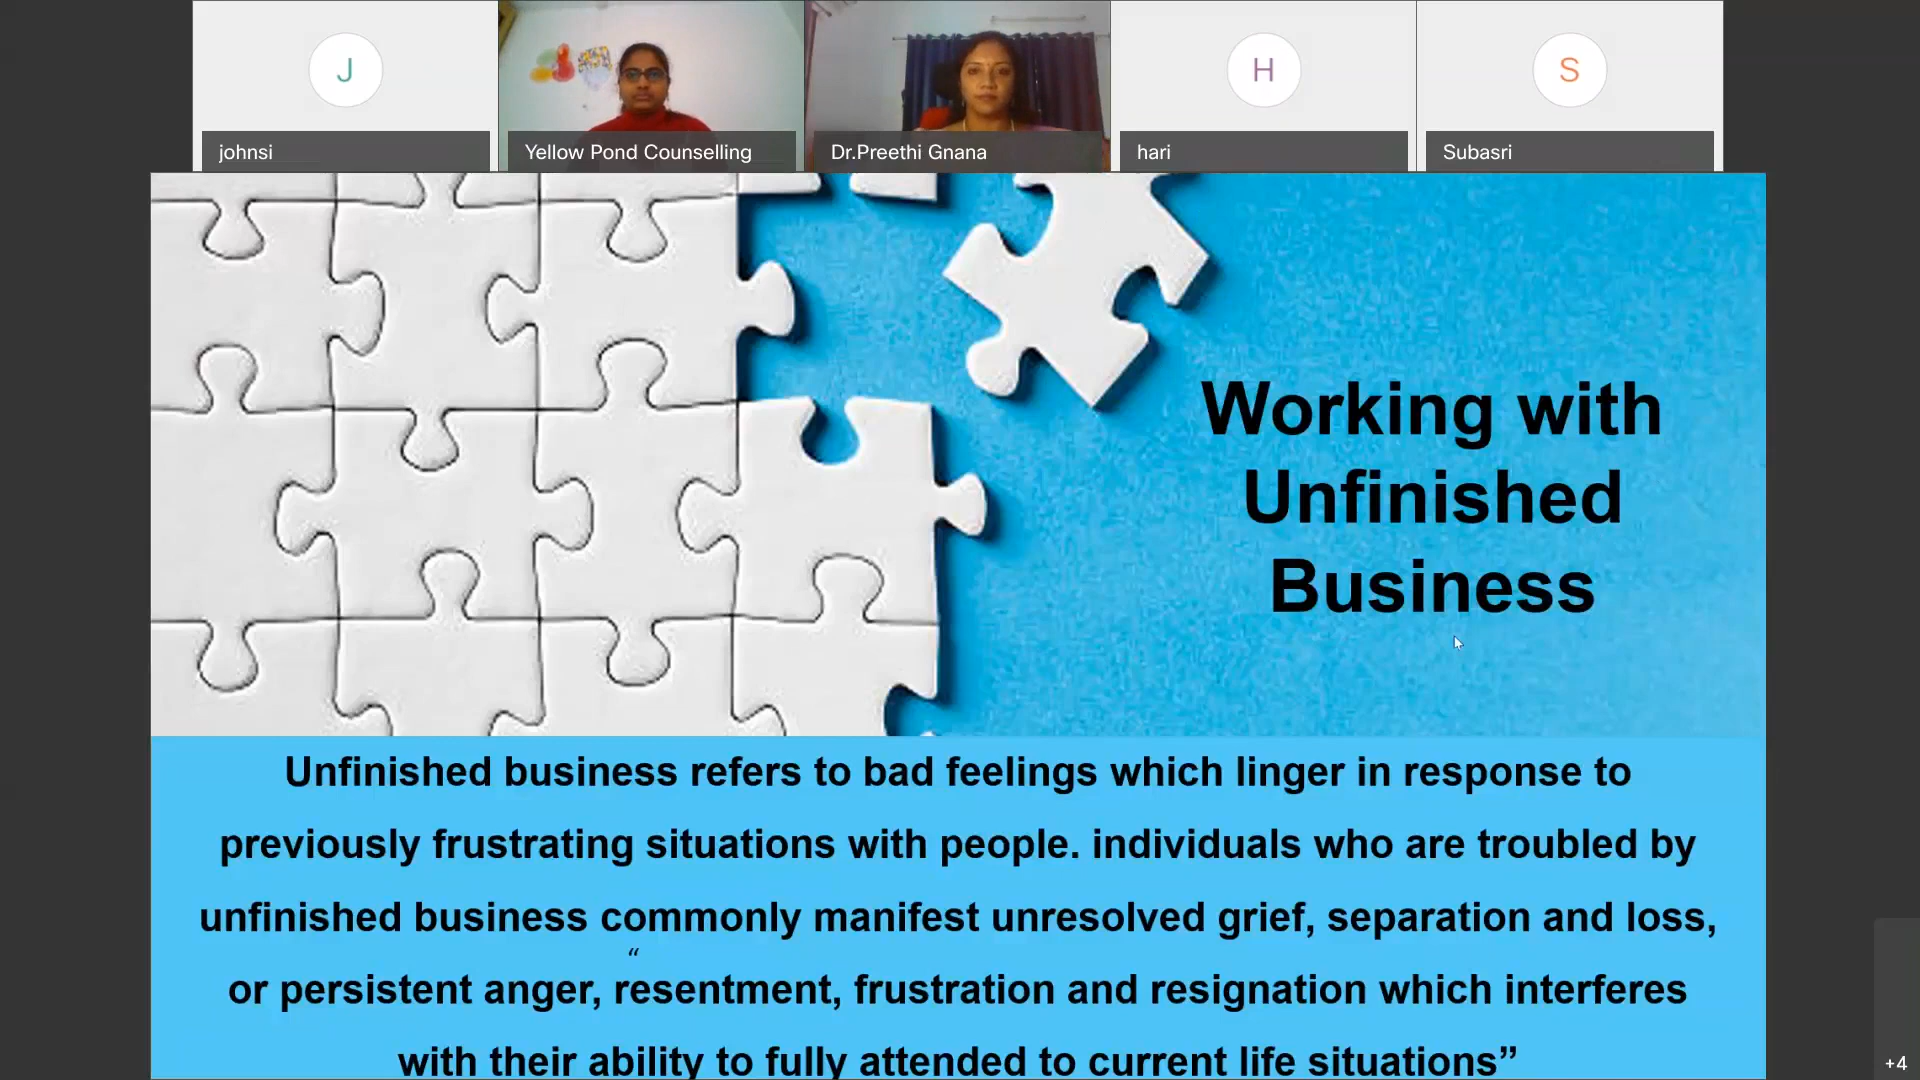 J
H
S
johnsi
Yellow Pond Counselling
Dr.Preethi Gnana
hari
Subasri
Working with
Unfinished
Business
Unfinished business refers to bad feelings which linger in response to
previously frustrating situations with people. individuals who are troubled by
unfinished business commonly manifest unresolved grief, separation and loss,
“
or persistent anger, resentment, frustration and resignation which interferes
with their ability to fully attended to current life situations”
+4